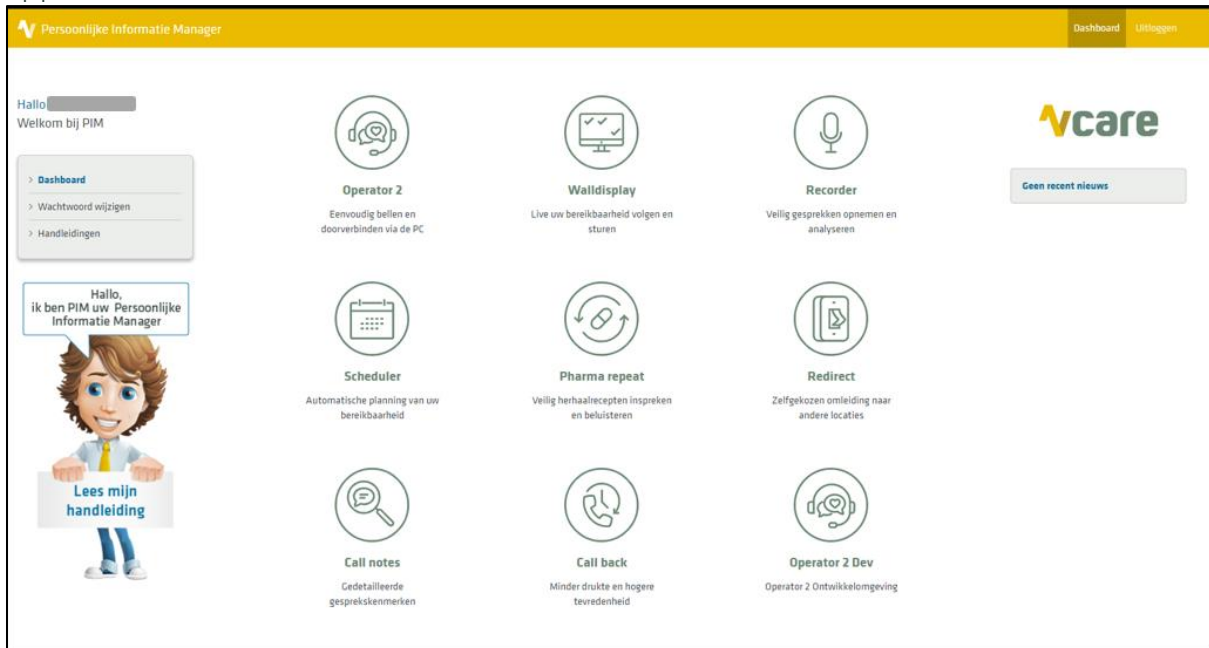 Persoonlijke Informatie Manager
Dashboard
Uitloggen
Hallo
Welkom bij PIM
> Dashboard
> Wachtwoord wijzigen
> Handleidingen
Hallo,
ik ben PIM uw Persoonlijke
Informatie Manager
Lees mijn
handleiding
Operator 2
Eenvoudig bellen en
doorverbinden via de PC
Walldisplay
Live uw bereikbaarheid volgen en
sturen
Recorder
Veilig gesprekken opnemen en
analyseren
Scheduler
Automatische planning van uw
bereikbaarheid
Pharma repeat
Veilig herhaalrecepten inspreken
en beluisteren
Redirect
Zelfgekozen omleiding naar
andere locaties
Call notes
Gedetailleerde
gesprekskenmerken
Call back
Minder drukte en hogere
tevredenheid
Operator 2 Dev
Operator 2 Ontwikkelomgeving
vcare
Geen recent nieuws